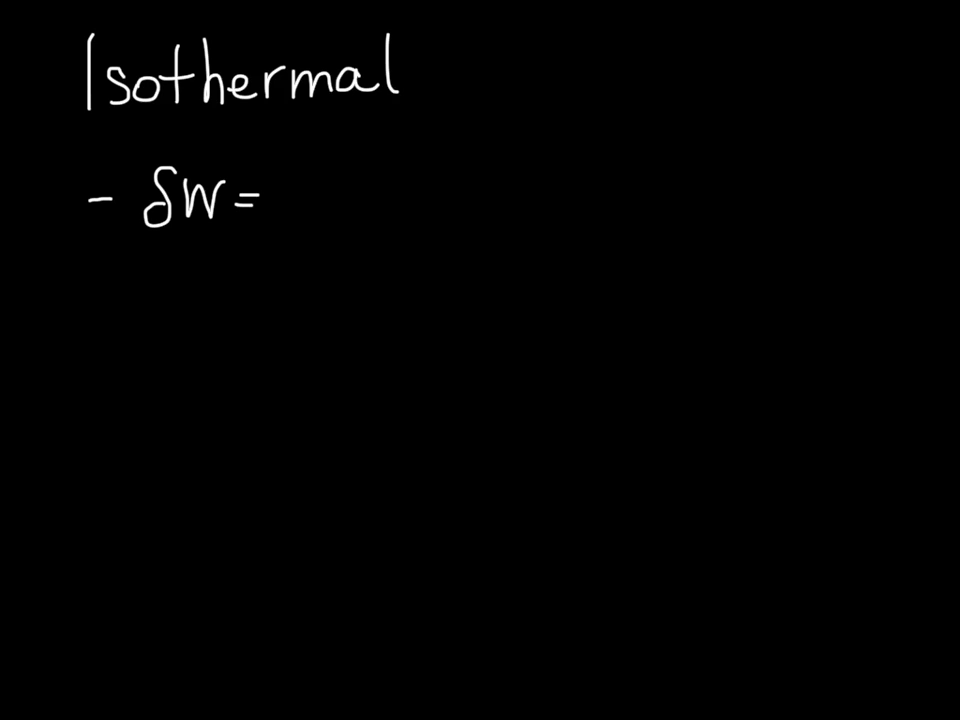 Isothermal
- δW=